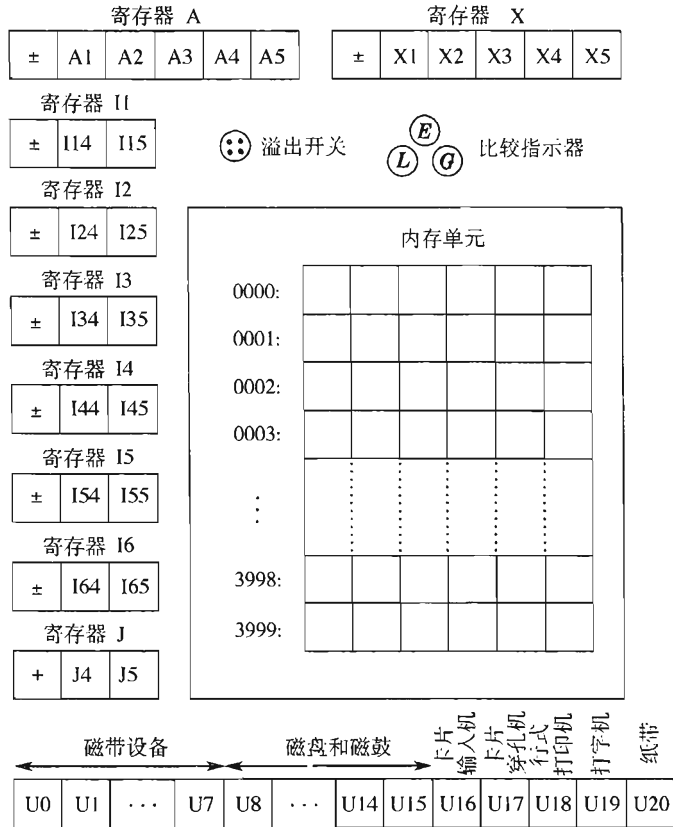 寄存器 A
寄存器 X
± A1 A2 A3 A4 A5
± X1 X2 X3 X4 X5
寄存器 I1
± I14 I15
溢出开关
E
L G
比较指示器
寄存器 I2
± I24 I25
寄存器 I3
± I34 I35
寄存器 I4
± I44 I45
寄存器 I5
± I54 I55
寄存器 I6
± I64 I65
寄存器 J
+ J4 J5
内存单元
0000:
0001:
0002:
0003:
⋮
3998:
3999:
磁带设备
磁盘和磁鼓
卡片输入机
卡片穿孔机
行式打印机
打字机
纸带
U0 U1 ··· U7 U8 ··· U14 U15 U16 U17 U18 U19 U20